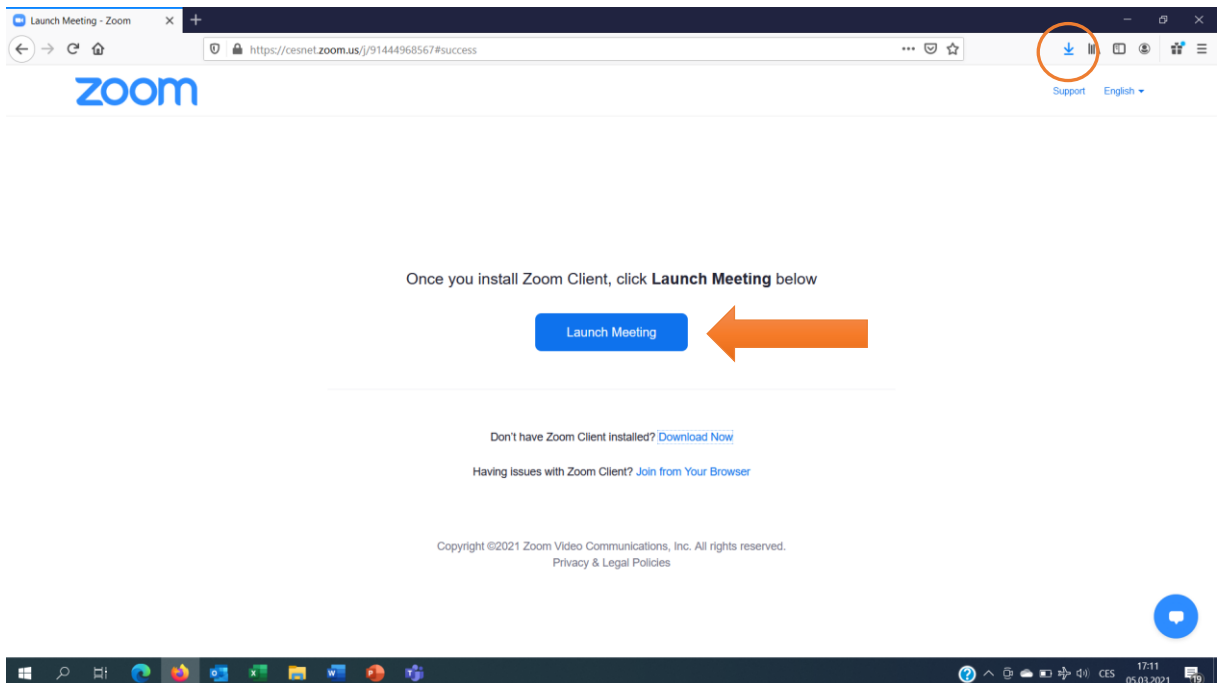 Launch Meeting - Zoom
https://cesnet.zoom.us/j/91444968567#success
zoom
Support English
Once you install Zoom Client, click Launch Meeting below
Launch Meeting
Don't have Zoom Client installed? Download Now
Having issues with Zoom Client? Join from Your Browser
Copyright ©2021 Zoom Video Communications, Inc. All rights reserved.
Privacy & Legal Policies
CES
17:11
05.03.2021
19